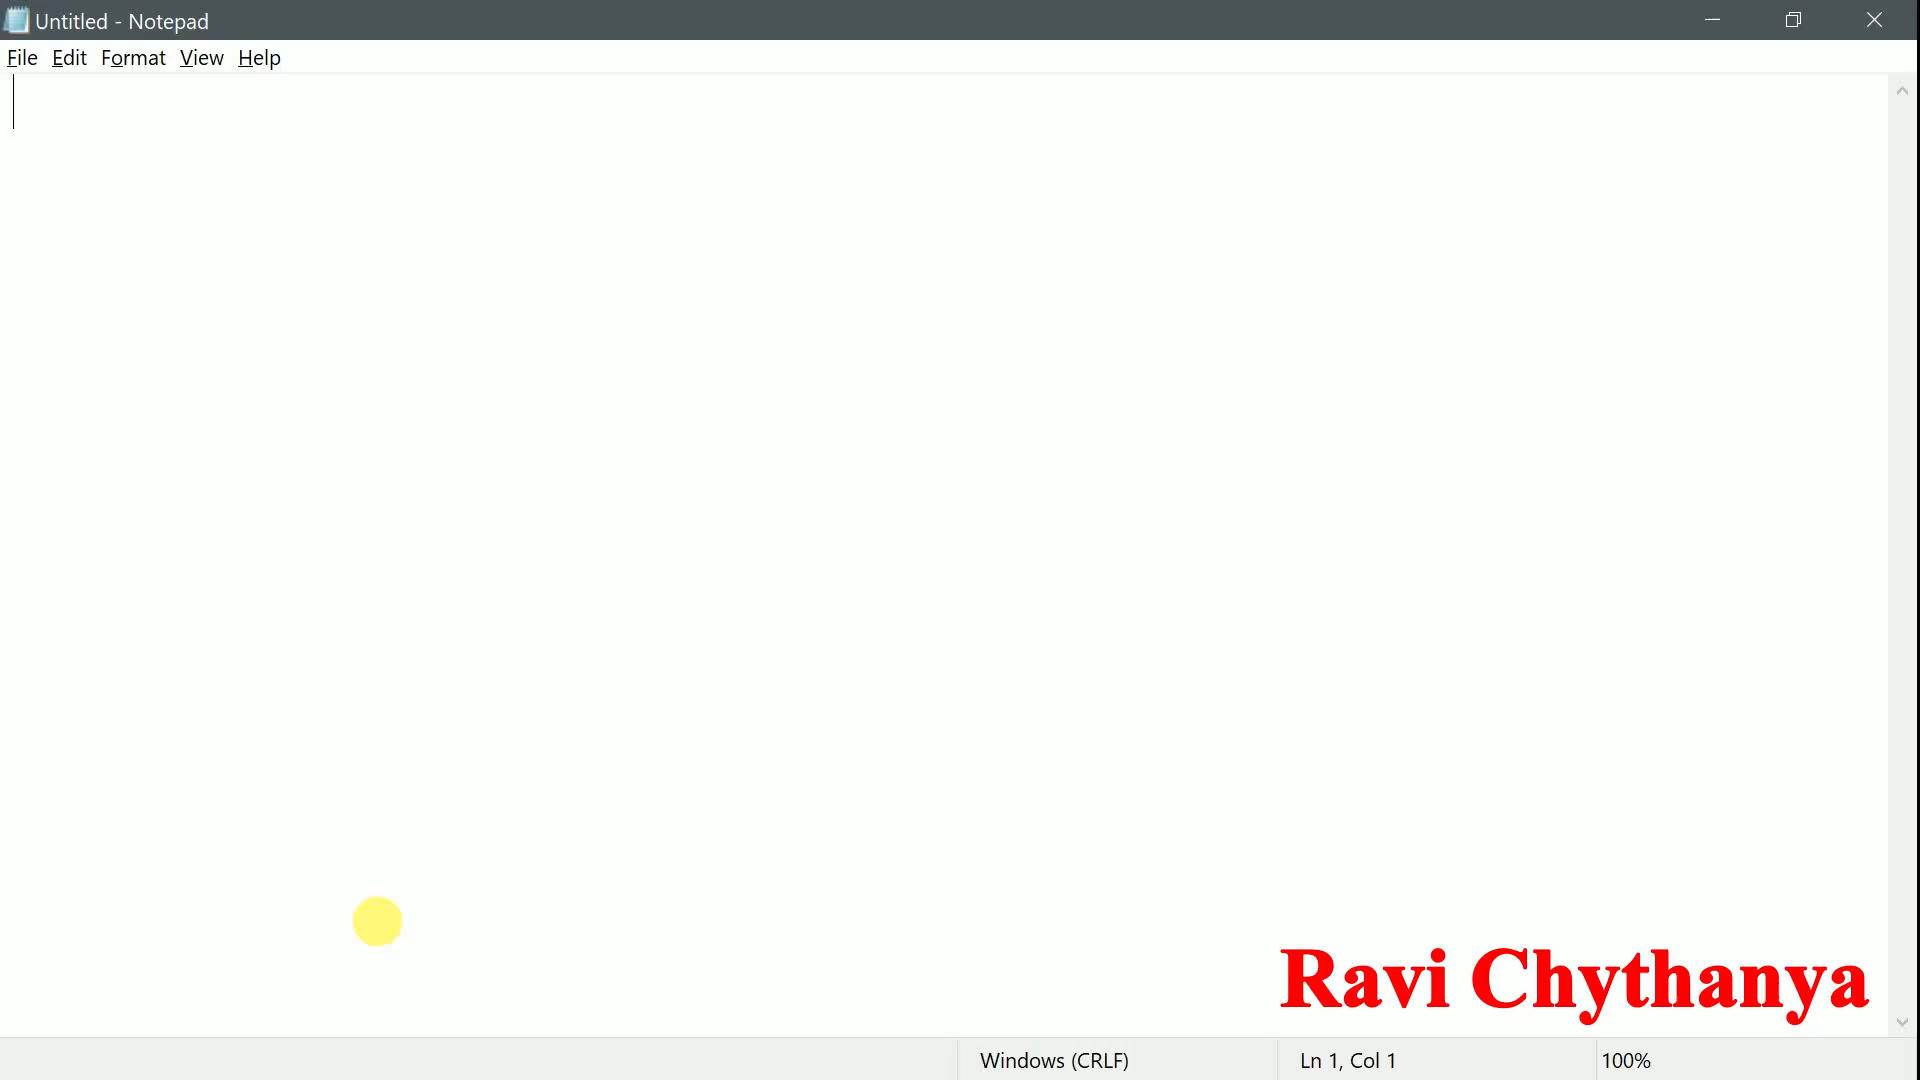 Untitled - Notepad
File Edit Format View Help
Ravi Chythanya
Windows (CRLF) Ln 1, Col 1 100%